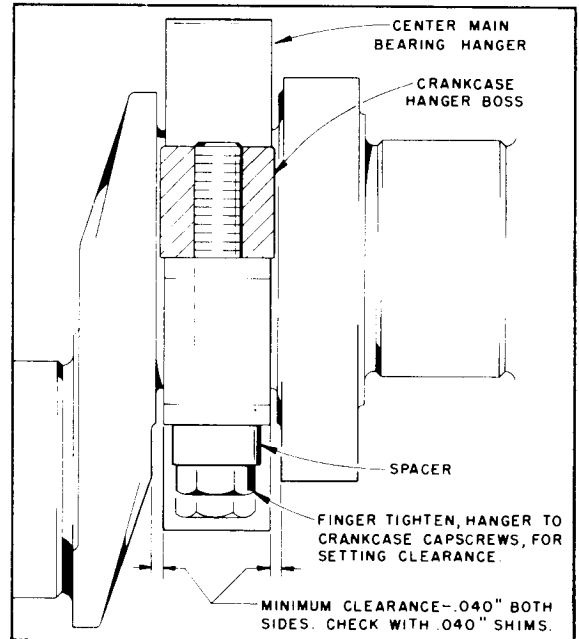 CENTER MAIN
BEARING HANGER
CRANKCASE
HANGER BOSS
SPACER
FINGER TIGHTEN, HANGER TO
CRANKCASE CAPSCREWS, FOR
SETTING CLEARANCE.
MINIMUM CLEARANCE-.040" BOTH
SIDES. CHECK WITH .040" SHIMS.